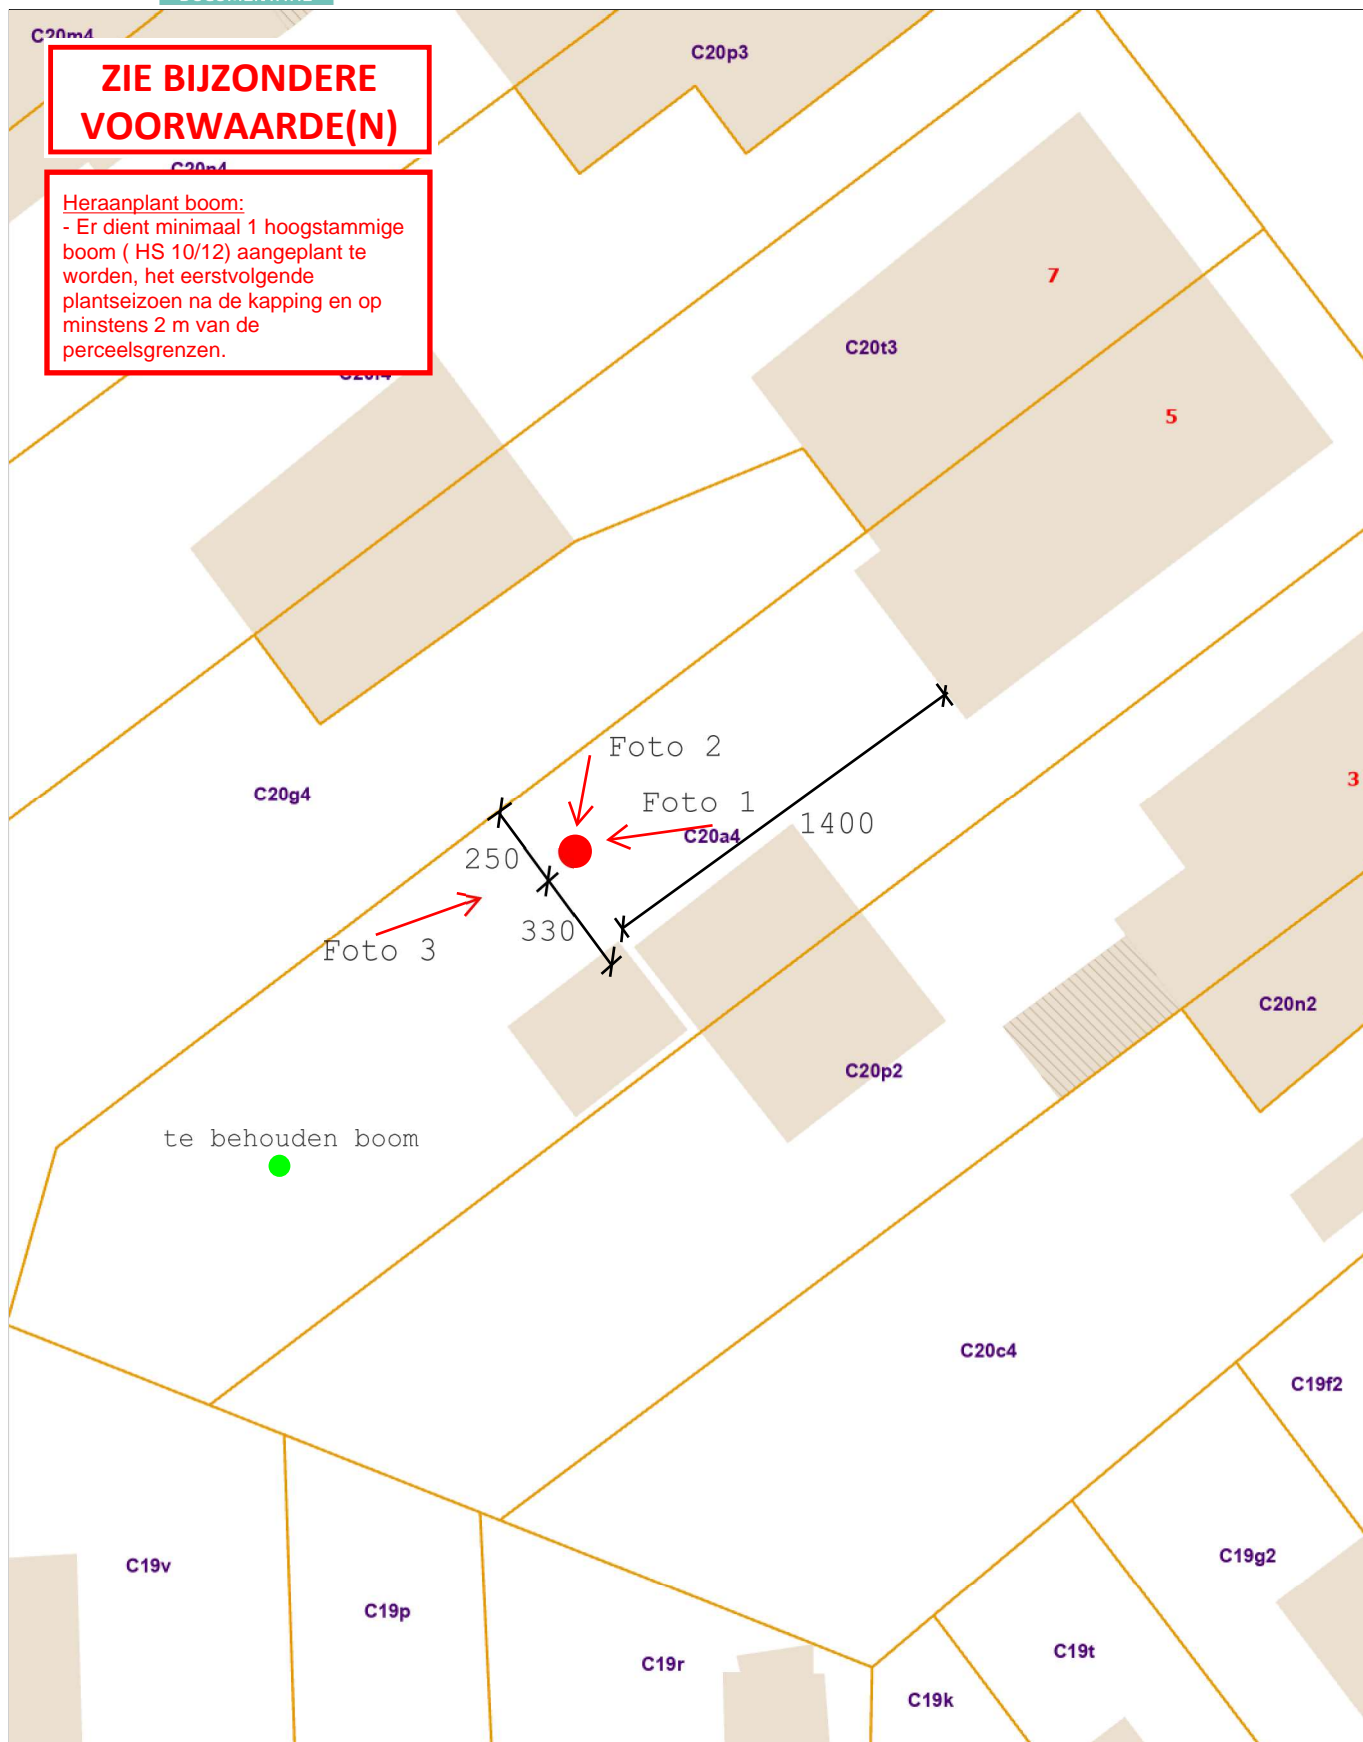 C20m4
C20p3
ZIE BIJZONDERE
VOORWAARDE(N)
Heraanplant boom:
- Er dient minimaal 1 hoogstammige
boom ( HS 10/12) aangeplant te
worden, het eerstvolgende
plantseizoen na de kapping en op
minstens 2 m van de
perceelsgrenzen.
7
C20t3
5
Foto 2
3
C20g4
Foto 1
1400
C20a4
250
330
Foto 3
C20n2
C20p2
te behouden boom
C20c4
C19f2
C19v
C19g2
C19p
C19t
C19r
C19k